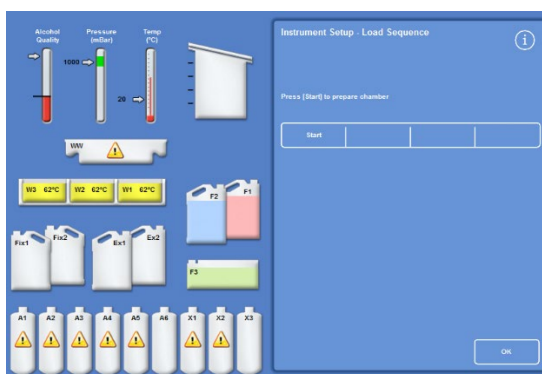 Alcohol Quality
Pressure (mBar)
Temp (°C)
1000
20
WW
W3 62°C
W2 62°C
W1 62°C
F2
F1
Fix1
Fix2
Ex1
Ex2
F3
A1
A2
A3
A4
A5
A6
X1
X2
X3
Instrument Setup - Load Sequence
i
Press [Start] to prepare chamber
Start
OK